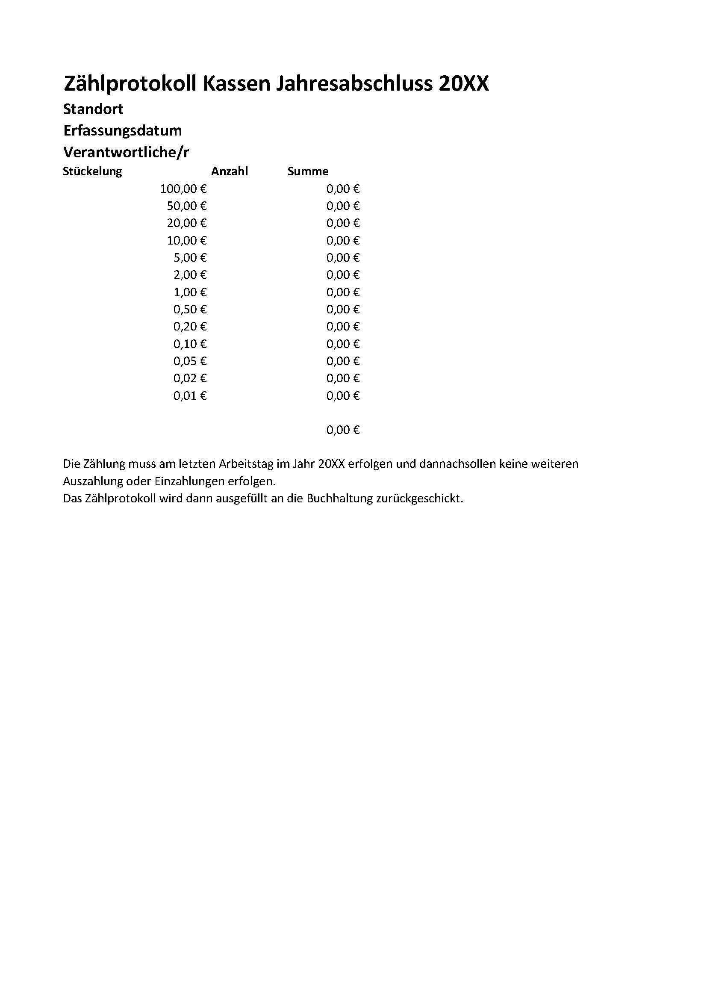 Zählprotokoll Kassen Jahresabschluss 20XX
Standort
Erfassungsdatum
Verantwortliche/r
Stückelung Anzahl Summe
100,00 € 0,00 €
50,00 € 0,00 €
20,00 € 0,00 €
10,00 € 0,00 €
5,00 € 0,00 €
2,00 € 0,00 €
1,00 € 0,00 €
0,50 € 0,00 €
0,20 € 0,00 €
0,10 € 0,00 €
0,05 € 0,00 €
0,02 € 0,00 €
0,01 € 0,00 €
0,00 €
Die Zählung muss am letzten Arbeitstag im Jahr 20XX erfolgen und dannachsollen keine weiteren
Auszahlung oder Einzahlungen erfolgen.
Das Zählprotokoll wird dann ausgefüllt an die Buchhaltung zurückgeschickt.